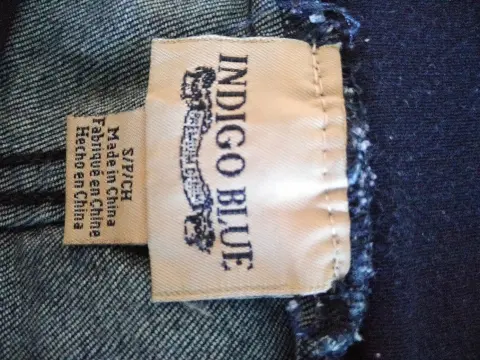 INDIGO BLUE
S/P/CH
Made in China
Fabriqué en Chine
Hecho en China